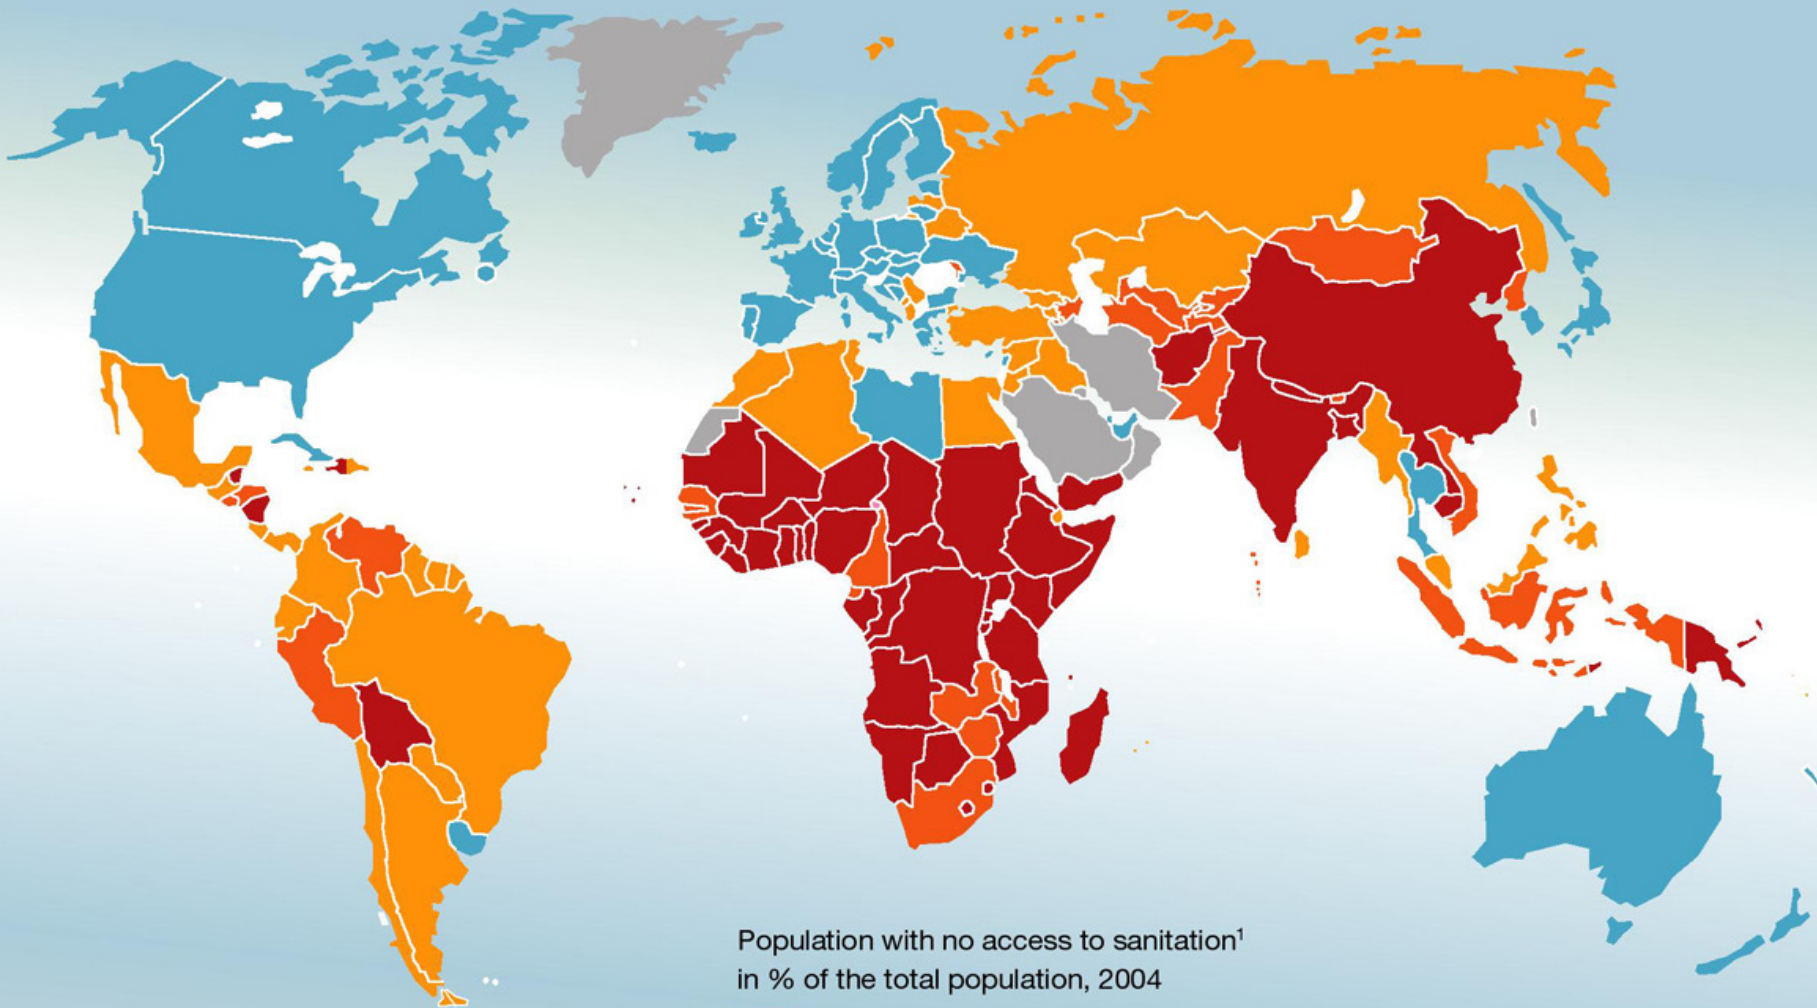 Population with no access to sanitation¹
in % of the total population, 2004